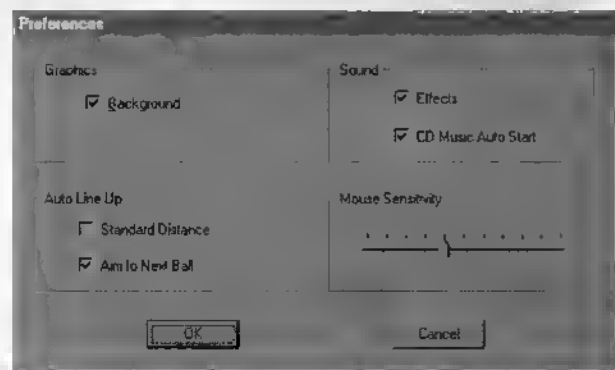 Preferences
Graphics
Background
Sound
Effects
CD Music Auto Start
Auto Line Up
Standard Distance
Aim to Next Ball
Mouse Sensitivity
OK
Cancel